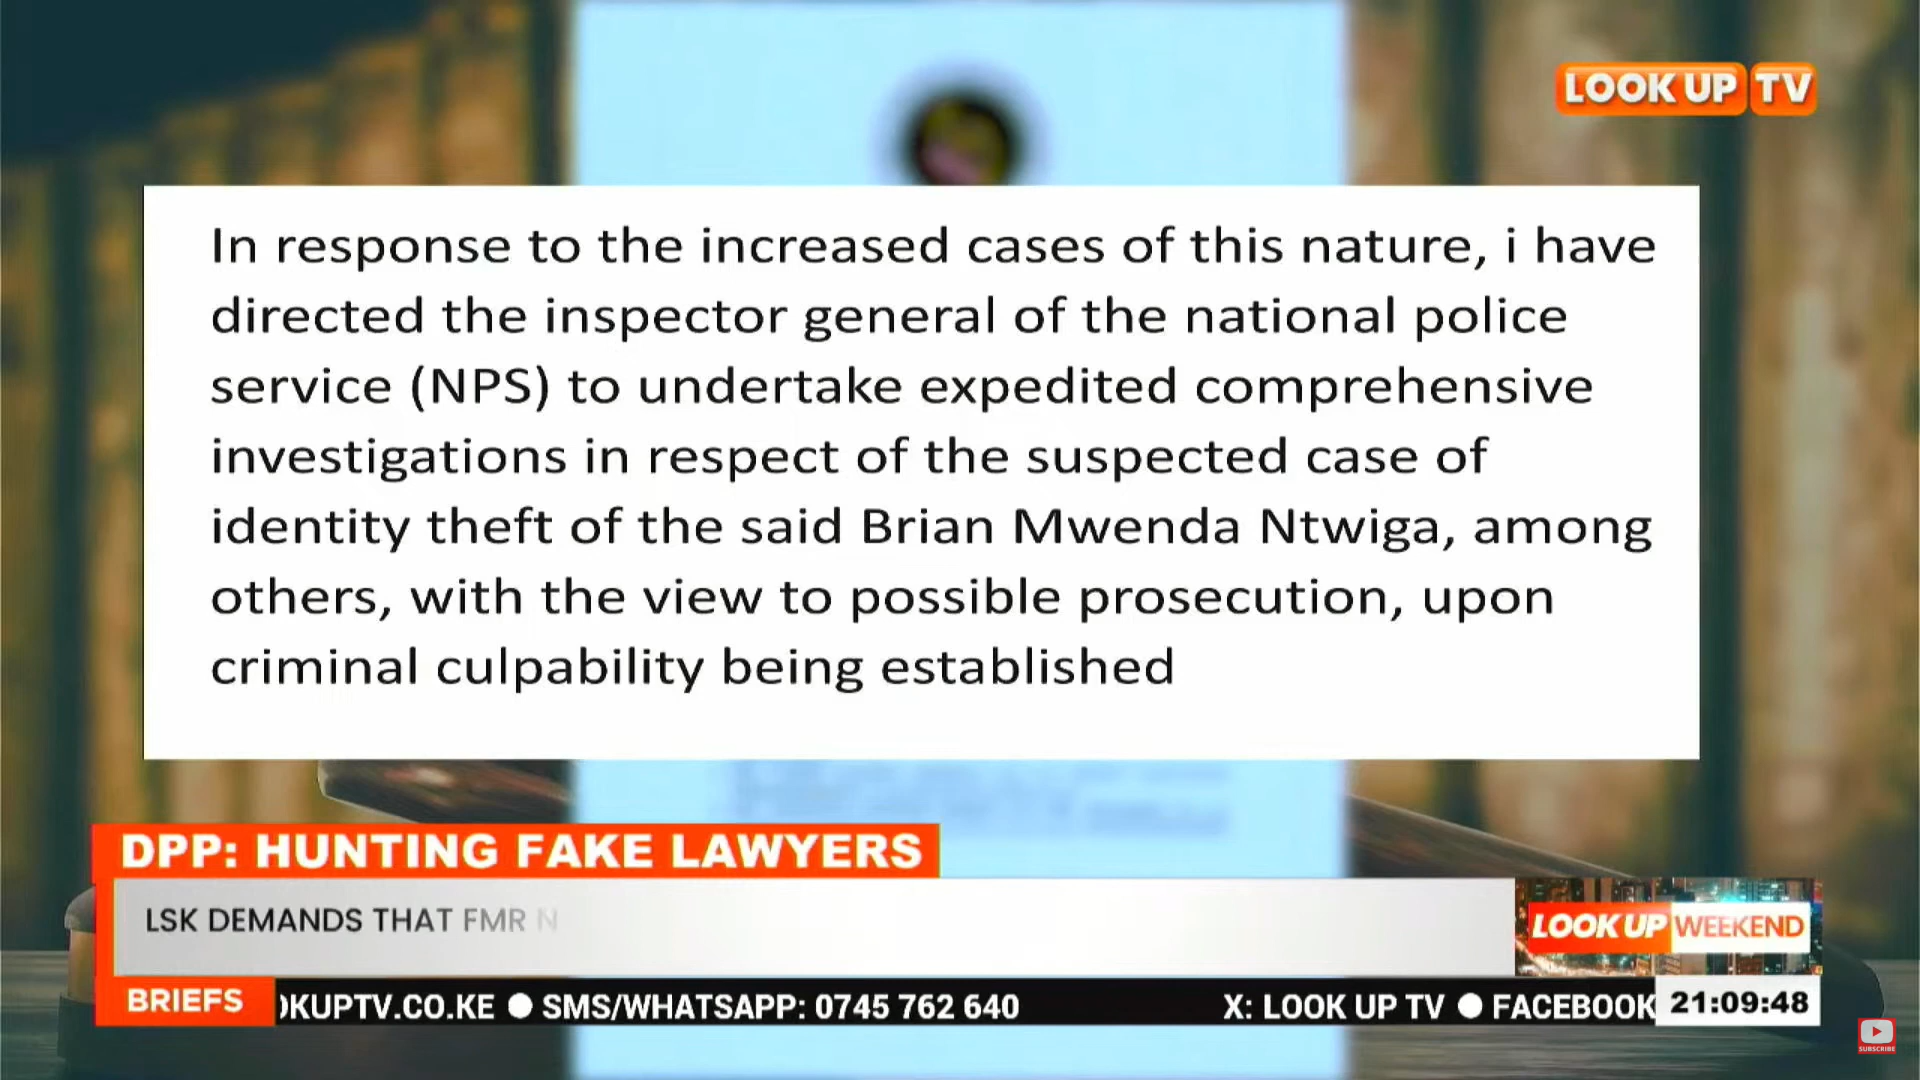 LOOK UP TV
In response to the increased cases of this nature, i have
directed the inspector general of the national police
service (NPS) to undertake expedited comprehensive
investigations in respect of the suspected case of
identity theft of the said Brian Mwenda Ntwiga, among
others, with the view to possible prosecution, upon
criminal culpability being established
DPP: HUNTING FAKE LAWYERS
LSK DEMANDS THAT FMR N
LOOK UP WEEKEND
BRIEFS
OKUPTV.CO.KE ● SMS/WHATSAPP: 0745 762 640 X: LOOK UP TV ● FACEBOOK
21:09:48
SUBSCRIBE